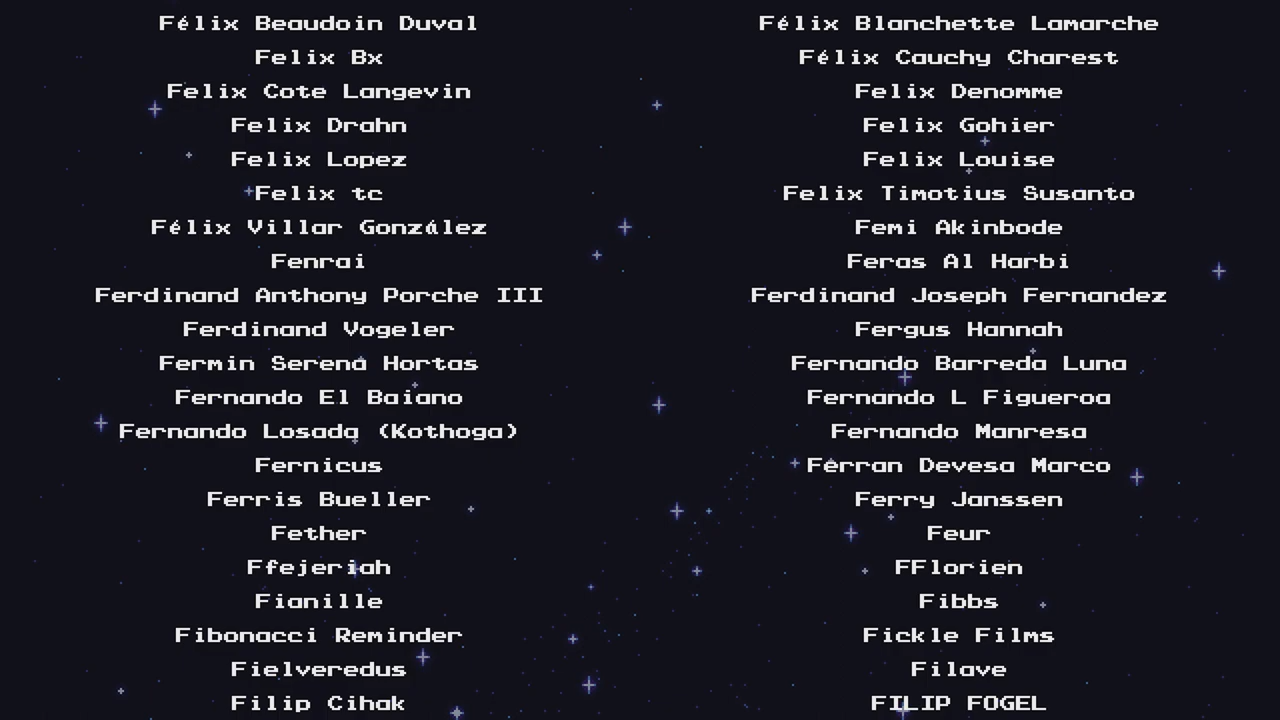 Félix Beaudoin Duval
Félix Blanchette Lamarche
Felix Bx
Félix Cauchy Charest
Felix Cote Langevin
Felix Denomme
Felix Drahn
Felix Gohier
Felix Lopez
Felix Louise
Felix tc
Felix Timotius Susanto
Félix Villar González
Femi Akinbode
Fenrai
Feras Al Harbi
Ferdinand Anthony Porche III
Ferdinand Joseph Fernandez
Ferdinand Vogeler
Fergus Hannah
Fermin Serena Hortas
Fernando Barreda Luna
Fernando El Baiano
Fernando L Figueroa
Fernando Losada (Kothoga)
Fernando Manresa
Fernicus
Ferran Devesa Marco
Ferris Bueller
Ferry Janssen
Fether
Feur
Ffejeriah
FFlorien
Fianille
Fibbs
Fibonacci Reminder
Fickle Films
Fielveredus
Filave
Filip Cihak
FILIP FOGEL